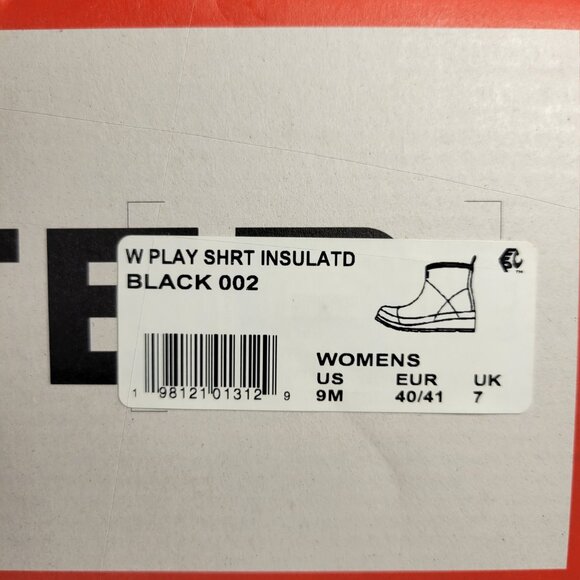 W PLAY SHRT INSULATD
BLACK 002
1 98121 01312 9
WOMENS
US EUR UK
9M 40/41 7